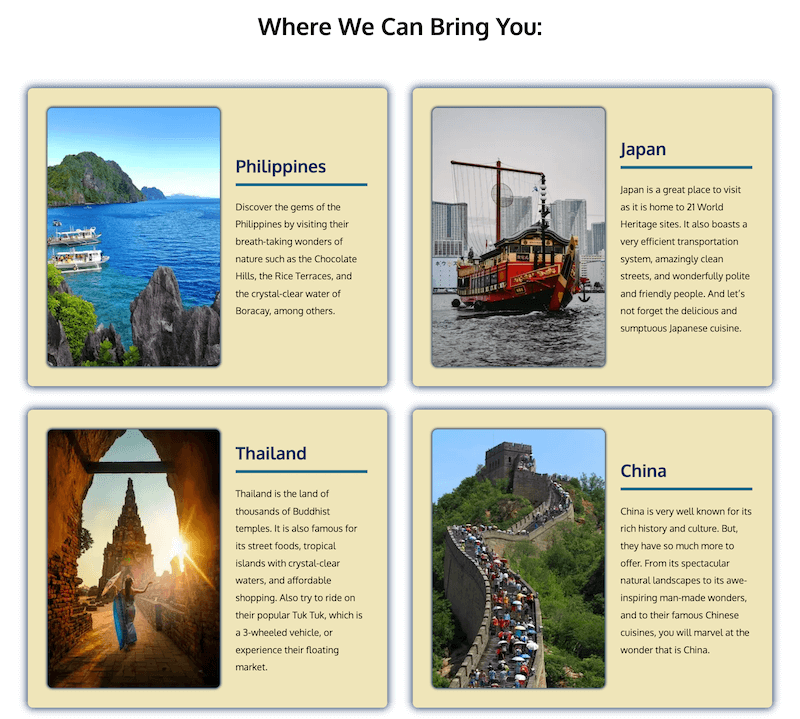 Where We Can Bring You:
Philippines
Discover the gems of the
Philippines by visiting their
breath-taking wonders of
nature such as the Chocolate
Hills, the Rice Terraces, and
the crystal-clear water of
Boracay, among others.
Japan
Japan is a great place to visit
as it is home to 21 World
Heritage sites. It also boasts a
very efficient transportation
system, amazingly clean
streets, and wonderfully polite
and friendly people. And let's
not forget the delicious and
sumptuous Japanese cuisine.
Thailand
Thailand is the land of
thousands of Buddhist
temples. It is also famous for
its street foods, tropical
islands with crystal-clear
waters, and affordable
shopping. Also try to ride on
their popular Tuk Tuk, which is
a 3-wheeled vehicle, or
experience their floating
market.
China
China is very well known for its
rich history and culture. But,
they have so much more to
offer. From its spectacular
natural landscapes to its awe-
inspiring man-made wonders,
and to their famous Chinese
cuisines, you will marvel at the
wonder that is China.